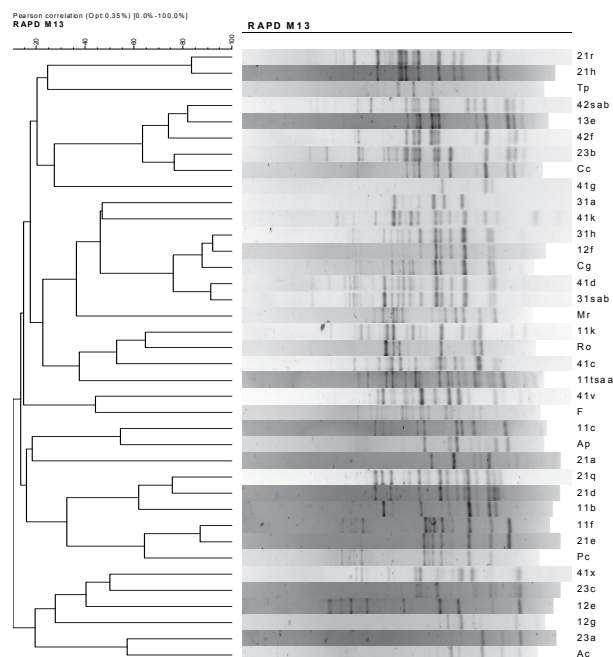 Pearson correlation (Opt:0.35%) [0.0%-100.0%]
RAPD M13
RAPD M13
20
40
60
80
100
21r
21h
Tp
42sab
13e
42f
23b
Cc
41g
31a
41k
31h
12f
Cg
41d
31sab
Mr
11k
Ro
41c
11tsaa
41v
F
11c
Ap
21a
21q
21d
11b
11f
21e
Pc
41x
23c
12e
12g
23a
Ac